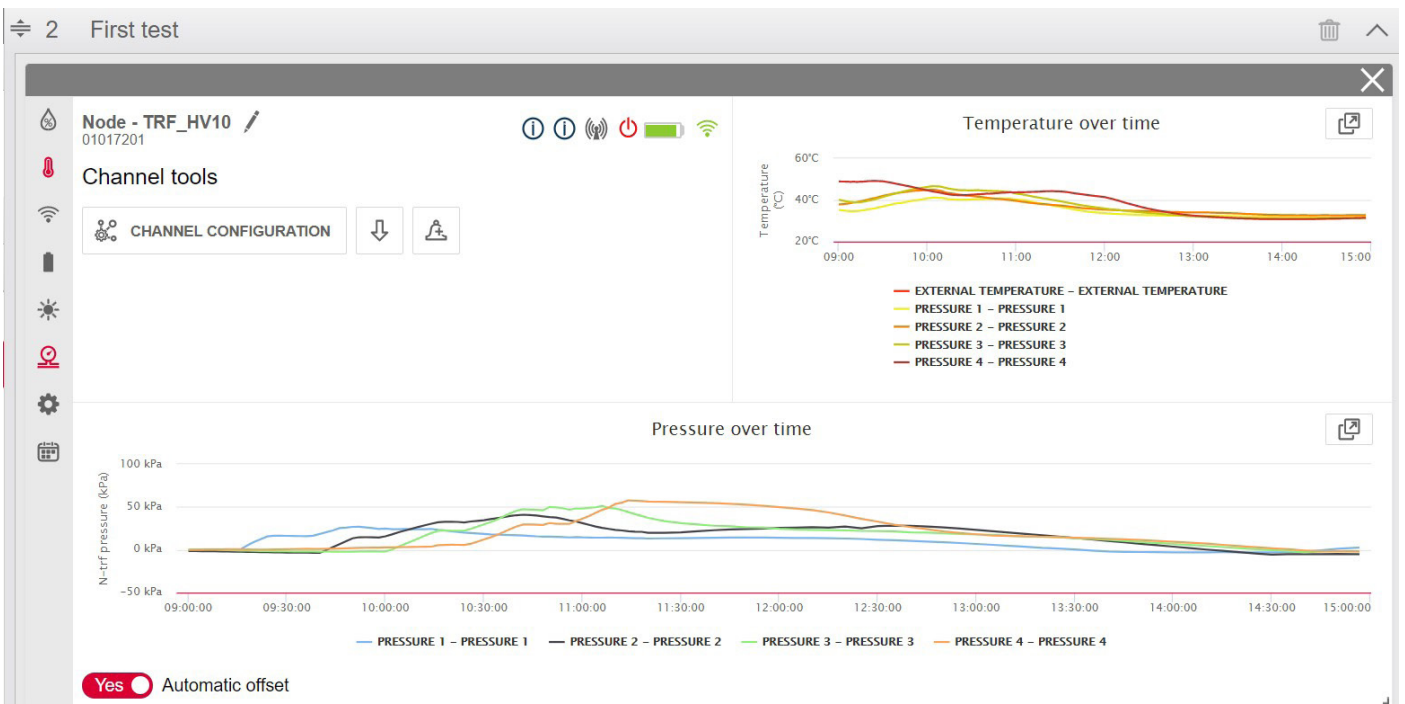 2 First test
Node - TRF_HV10
01017201
Channel tools
CHANNEL CONFIGURATION
Temperature over time
Temperature
(°C)
60°C
40°C
20°C
09:00 10:00 11:00 12:00 13:00 14:00 15:00
EXTERNAL TEMPERATURE – EXTERNAL TEMPERATURE
PRESSURE 1 – PRESSURE 1
PRESSURE 2 – PRESSURE 2
PRESSURE 3 – PRESSURE 3
PRESSURE 4 – PRESSURE 4
Pressure over time
N-trf pressure (kPa)
100 kPa
50 kPa
0 kPa
−50 kPa
09:00:00 09:30:00 10:00:00 10:30:00 11:00:00 11:30:00 12:00:00 12:30:00 13:00:00 13:30:00 14:00:00 14:30:00 15:00:00
PRESSURE 1 – PRESSURE 1 PRESSURE 2 – PRESSURE 2 PRESSURE 3 – PRESSURE 3 PRESSURE 4 – PRESSURE 4
Yes Automatic offset